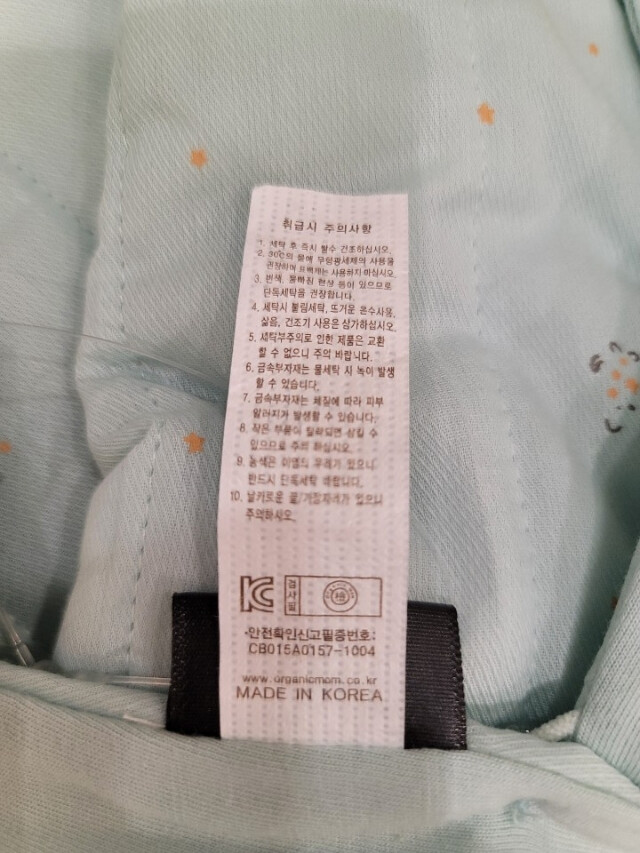 취급시 주의사항
1. 세탁 후 즉시 탈수 건조하십시오.
2. 30℃의 물에 무형광세제의 사용을
권장하며 표백제는 사용하지 마십시오.
3. 변색, 물빠짐 현상 등이 있으므로
단독세탁을 권장합니다.
4. 세탁시 불림세탁, 뜨거운 온수사용,
삶음, 건조기 사용은 삼가하십시오.
5. 세탁부주의로 인한 제품은 교환
할 수 없으니 주의 바랍니다.
6. 금속부자재는 물세탁 시 녹이 발생
할 수 있습니다.
7. 금속부자재는 체질에 따라 피부
알러지가 발생할 수 있습니다.
8. 작은 부품이 탈락되면 삼킬 수
있으므로 주의 하십시오.
9. 농색은 이염의 우려가 있으니
반드시 단독세탁 바랍니다.
10. 날카로운 끝/가장자리가 있으니
주의하시오.
KC 검사필
안전확인신고필증번호:
CB015A0157-1004
www.organicmom.co.kr
MADE IN KOREA